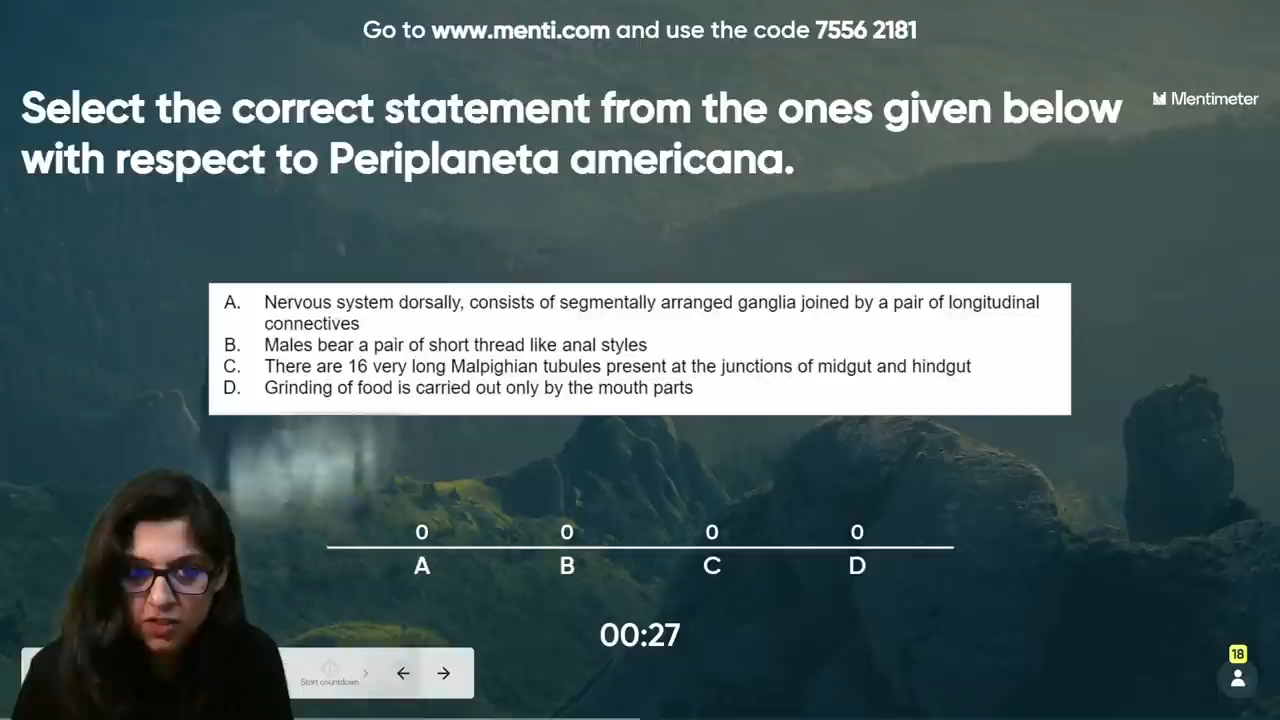 Go to www.menti.com and use the code 7556 2181
Select the correct statement from the ones given below
with respect to Periplaneta americana.
Mentimeter
A. Nervous system dorsally, consists of segmentally arranged ganglia joined by a pair of longitudinal
connectives
B. Males bear a pair of short thread like anal styles
C. There are 16 very long Malpighian tubules present at the junctions of midgut and hindgut
D. Grinding of food is carried out only by the mouth parts
0 0 0 0
A B C D
00:27
Start countdown
18